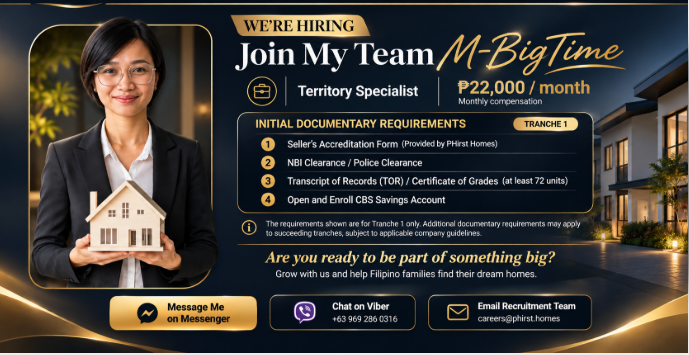 WE'RE HIRING
Join My Team M-BigTime
Territory Specialist
₱22,000 / month
Monthly compensation
INITIAL DOCUMENTARY REQUIREMENTS
TRANCHE 1
1 Seller's Accreditation Form (Provided by PHirst Homes)
2 NBI Clearance / Police Clearance
3 Transcript of Records (TOR) / Certificate of Grades (at least 72 units)
4 Open and Enroll CBS Savings Account
The requirements shown are for Tranche 1 only. Additional documentary requirements may apply
to succeeding tranches, subject to applicable company guidelines.
Are you ready to be part of something big?
Grow with us and help Filipino families find their dream homes.
Message Me
on Messenger
Chat on Viber
+63 969 286 0316
Email Recruitment Team
careers@phirst.homes